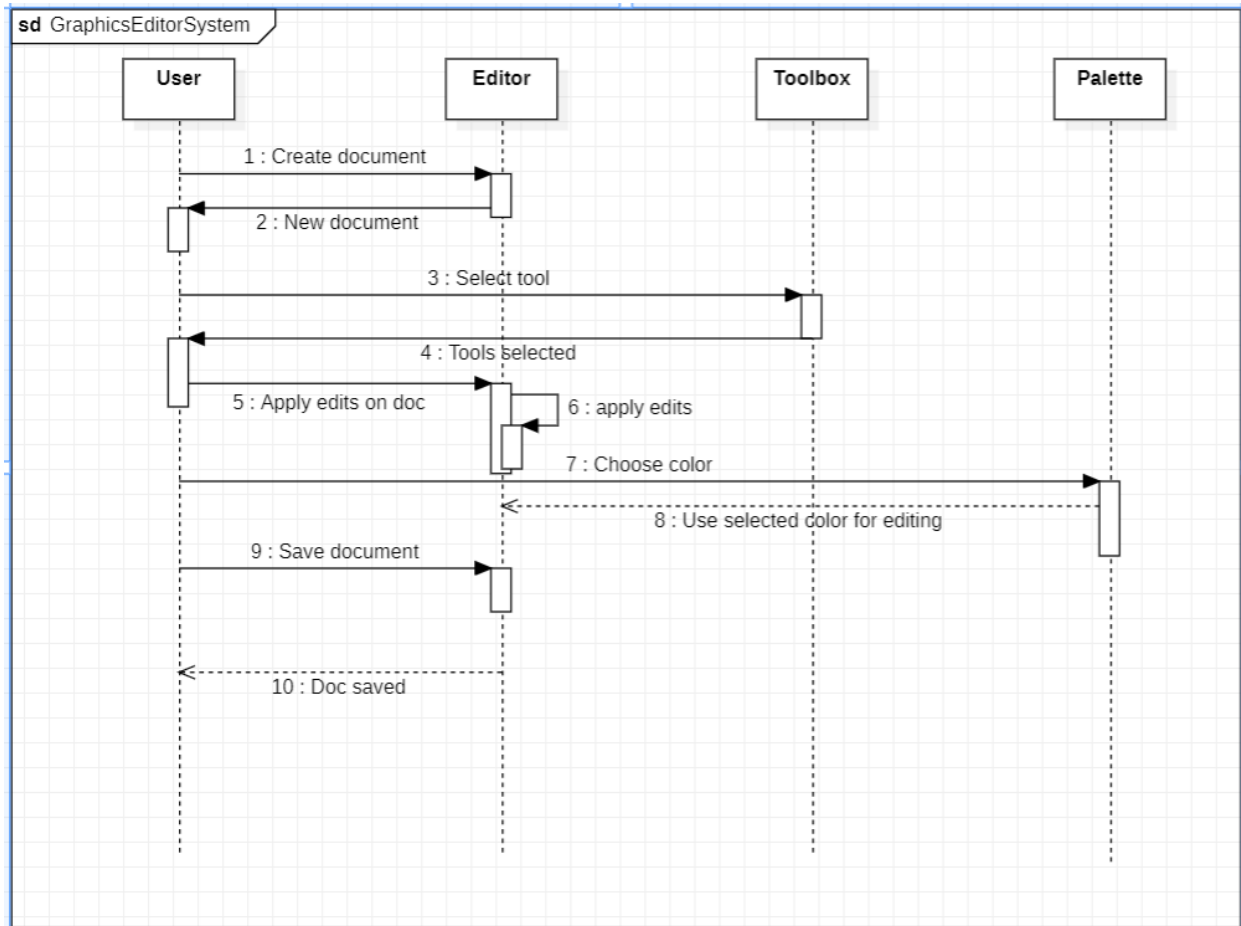 sd GraphicsEditorSystem
User
Editor
Toolbox
Palette
1 : Create document
2 : New document
3 : Select tool
4 : Tools selected
5 : Apply edits on doc
6 : apply edits
7 : Choose color
8 : Use selected color for editing
9 : Save document
10 : Doc saved